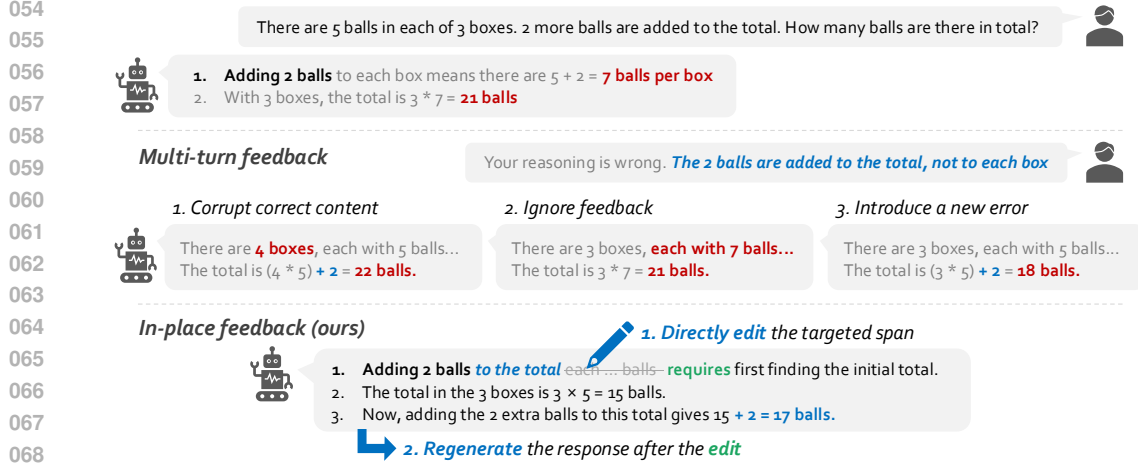 054
There are 5 balls in each of 3 boxes. 2 more balls are added to the total. How many balls are there in total?
055
056
1. Adding 2 balls to each box means there are 5 + 2 = 7 balls per box
057
2. With 3 boxes, the total is 3 * 7 = 21 balls
058
059
Multi-turn feedback
Your reasoning is wrong. The 2 balls are added to the total, not to each box
060
1. Corrupt correct content
2. Ignore feedback
3. Introduce a new error
061
There are 4 boxes, each with 5 balls...
The total is (4 * 5) + 2 = 22 balls.
There are 3 boxes, each with 7 balls...
The total is 3 * 7 = 21 balls.
There are 3 boxes, each with 5 balls...
The total is (3 * 5) + 2 = 18 balls.
062
063
064
In-place feedback (ours)
1. Directly edit the targeted span
065
1. Adding 2 balls to the total each ... balls requires first finding the initial total.
066
2. The total in the 3 boxes is 3 × 5 = 15 balls.
067
3. Now, adding the 2 extra balls to this total gives 15 + 2 = 17 balls.
068
2. Regenerate the response after the edit